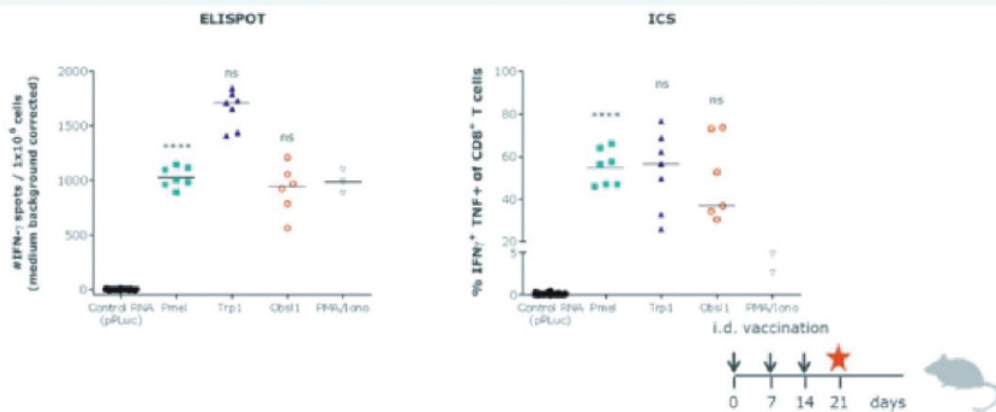 ELISPOT
#IFN-γ spots / 1x10⁶ cells
(medium background corrected)
2000
1500
1000
500
0
****
ns
ns
Control RNA
(pRLuc)
Pmel
Trp1
Obsl1
PMA/Iono
ICS
% IFNγ⁺ TNF+ of CD8⁺ T cells
100
80
60
40
20
5
0
****
ns
ns
Control RNA
(pRLuc)
Pmel
Trp1
Obsl1
PMA/Iono
i.d. vaccination
0 7 14 21 days